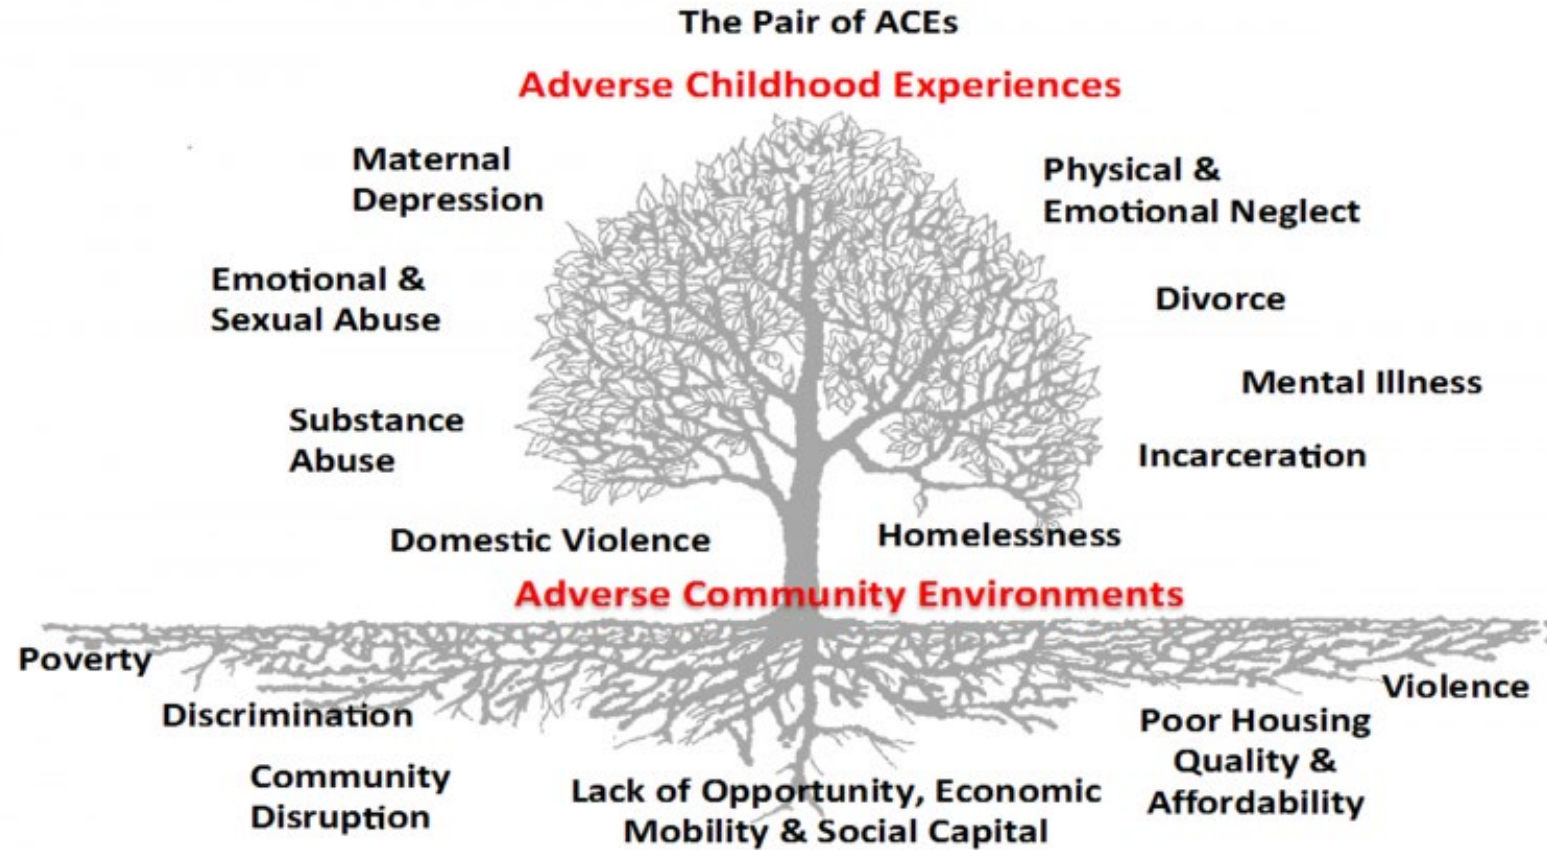 The Pair of ACEs
Adverse Childhood Experiences
Maternal
Depression
Physical &
Emotional Neglect
Emotional &
Sexual Abuse
Divorce
Mental Illness
Substance
Abuse
Incarceration
Domestic Violence
Homelessness
Adverse Community Environments
Poverty
Violence
Discrimination
Poor Housing
Quality &
Affordability
Community
Disruption
Lack of Opportunity, Economic
Mobility & Social Capital